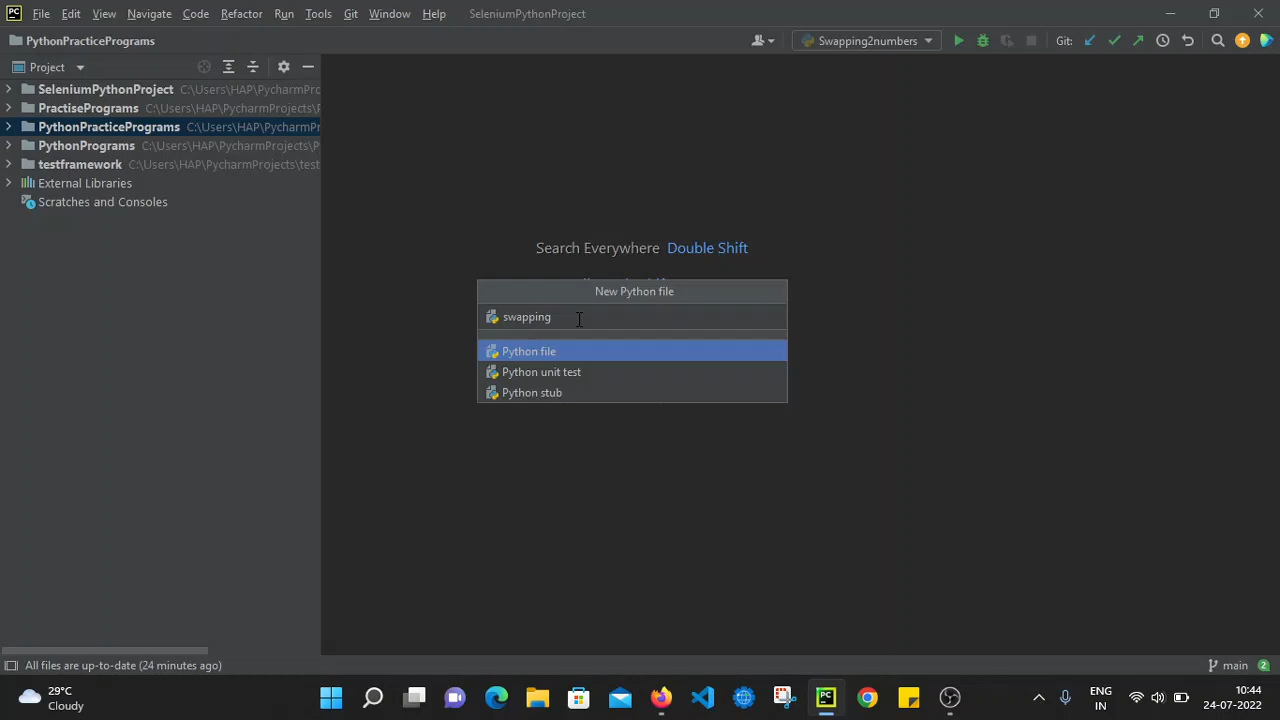 File Edit View Navigate Code Refactor Run Tools Git Window Help SeleniumPythonProject
PythonPracticePrograms Swapping2numbers Git:
Project
SeleniumPythonProject C:\Users\HAP\PycharmPro
PractisePrograms C:\Users\HAP\PycharmProjects\P
PythonPracticePrograms C:\Users\HAP\PycharmPr
PythonPrograms C:\Users\HAP\PycharmProjects\P
testframework C:\Users\HAP\PycharmProjects\test
External Libraries
Scratches and Consoles
Search Everywhere Double Shift
New Python file
swapping
Python file
Python unit test
Python stub
All files are up-to-date (24 minutes ago) main 2
29°C
Cloudy
ENG
IN
10:44
24-07-2022